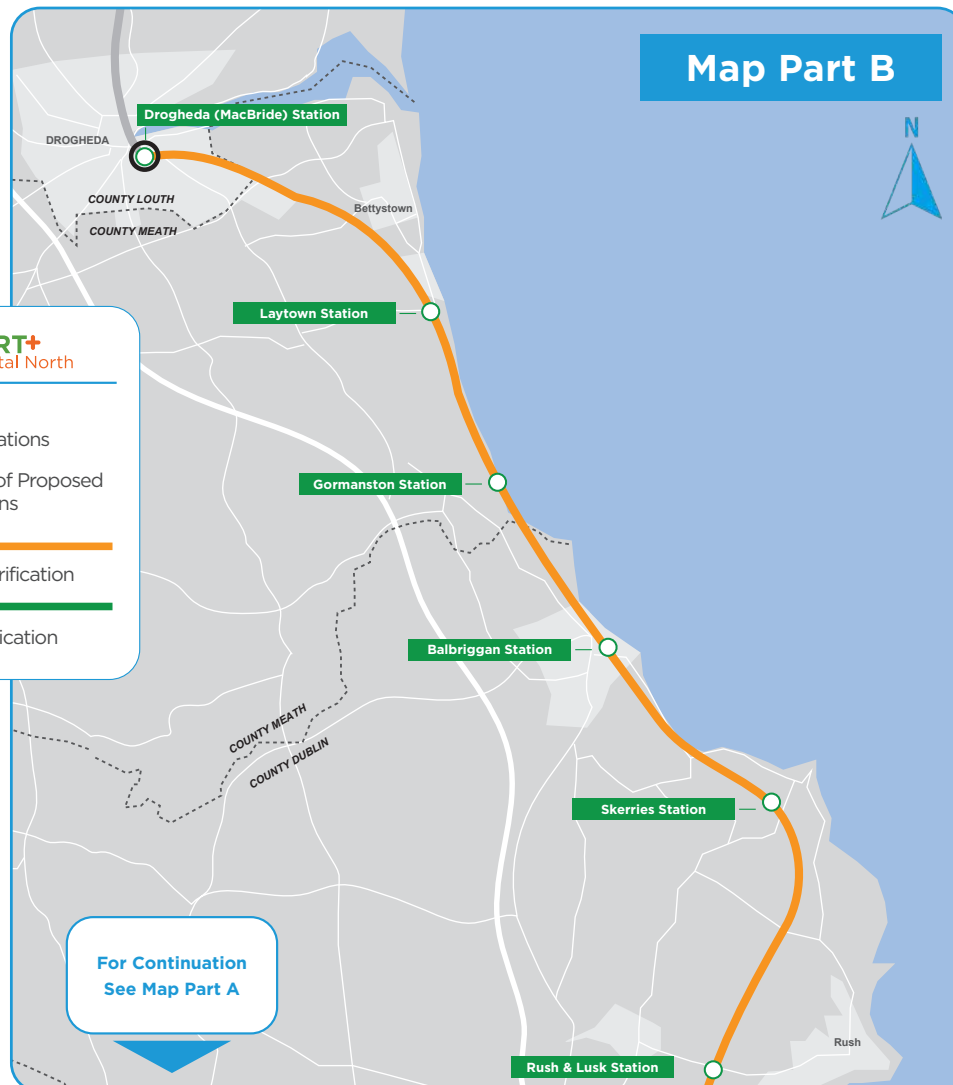 Map Part B
N
Drogheda (MacBride) Station
DROGHEDA
COUNTY LOUTH
COUNTY MEATH
Bettystown
Laytown Station
RT+
tal North
ations
of Proposed
ns
rification
ication
Gormanston Station
Balbriggan Station
COUNTY MEATH
COUNTY DUBLIN
Skerries Station
For Continuation
See Map Part A
Rush
Rush & Lusk Station